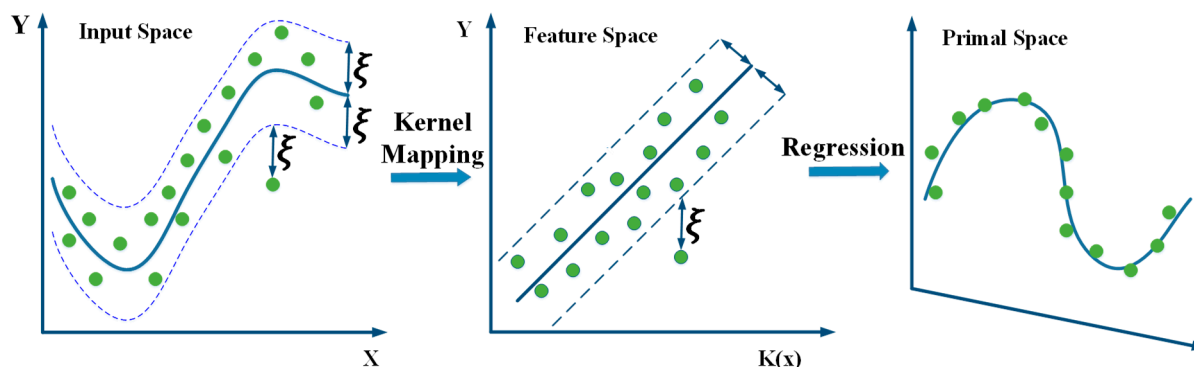 Y
Input Space
ξ
ξ
ξ
X
Kernel
Mapping
Y
Feature Space
ξ
K(x)
Regression
Primal Space